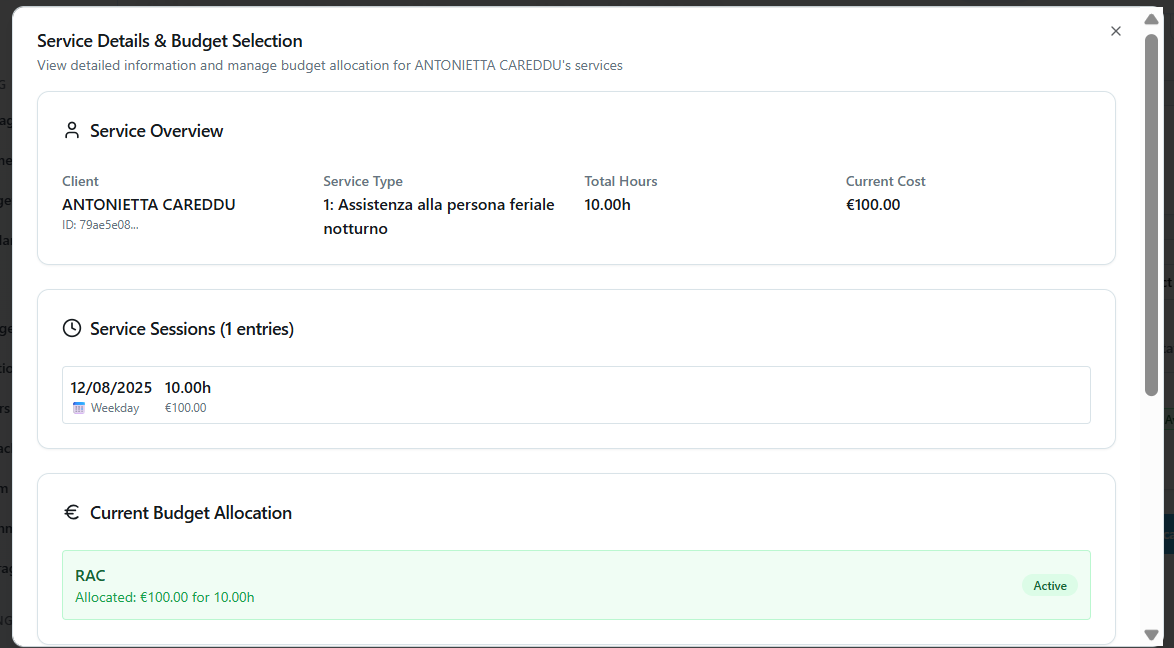 Service Details & Budget Selection
View detailed information and manage budget allocation for ANTONIETTA CAREDDU's services
Service Overview
Client
ANTONIETTA CAREDDU
ID: 79ae5e08...
Service Type
1: Assistenza alla persona feriale
notturno
Total Hours
10.00h
Current Cost
€100.00
Service Sessions (1 entries)
12/08/2025 10.00h
Weekday €100.00
Current Budget Allocation
RAC
Allocated: €100.00 for 10.00h
Active